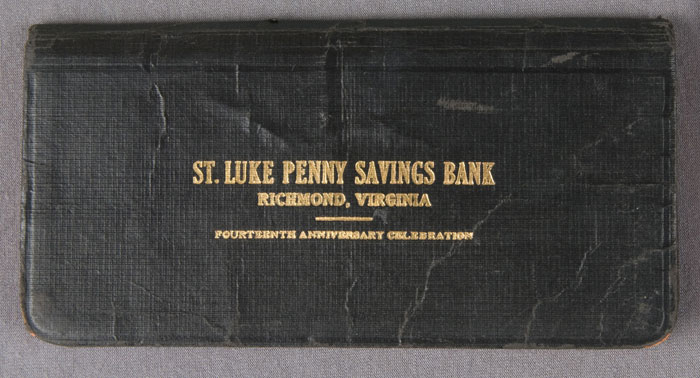 ST. LUKE PENNY SAVINGS BANK
RICHMOND, VIRGINIA
FOURTEENTH ANNIVERSARY CELEBRATION